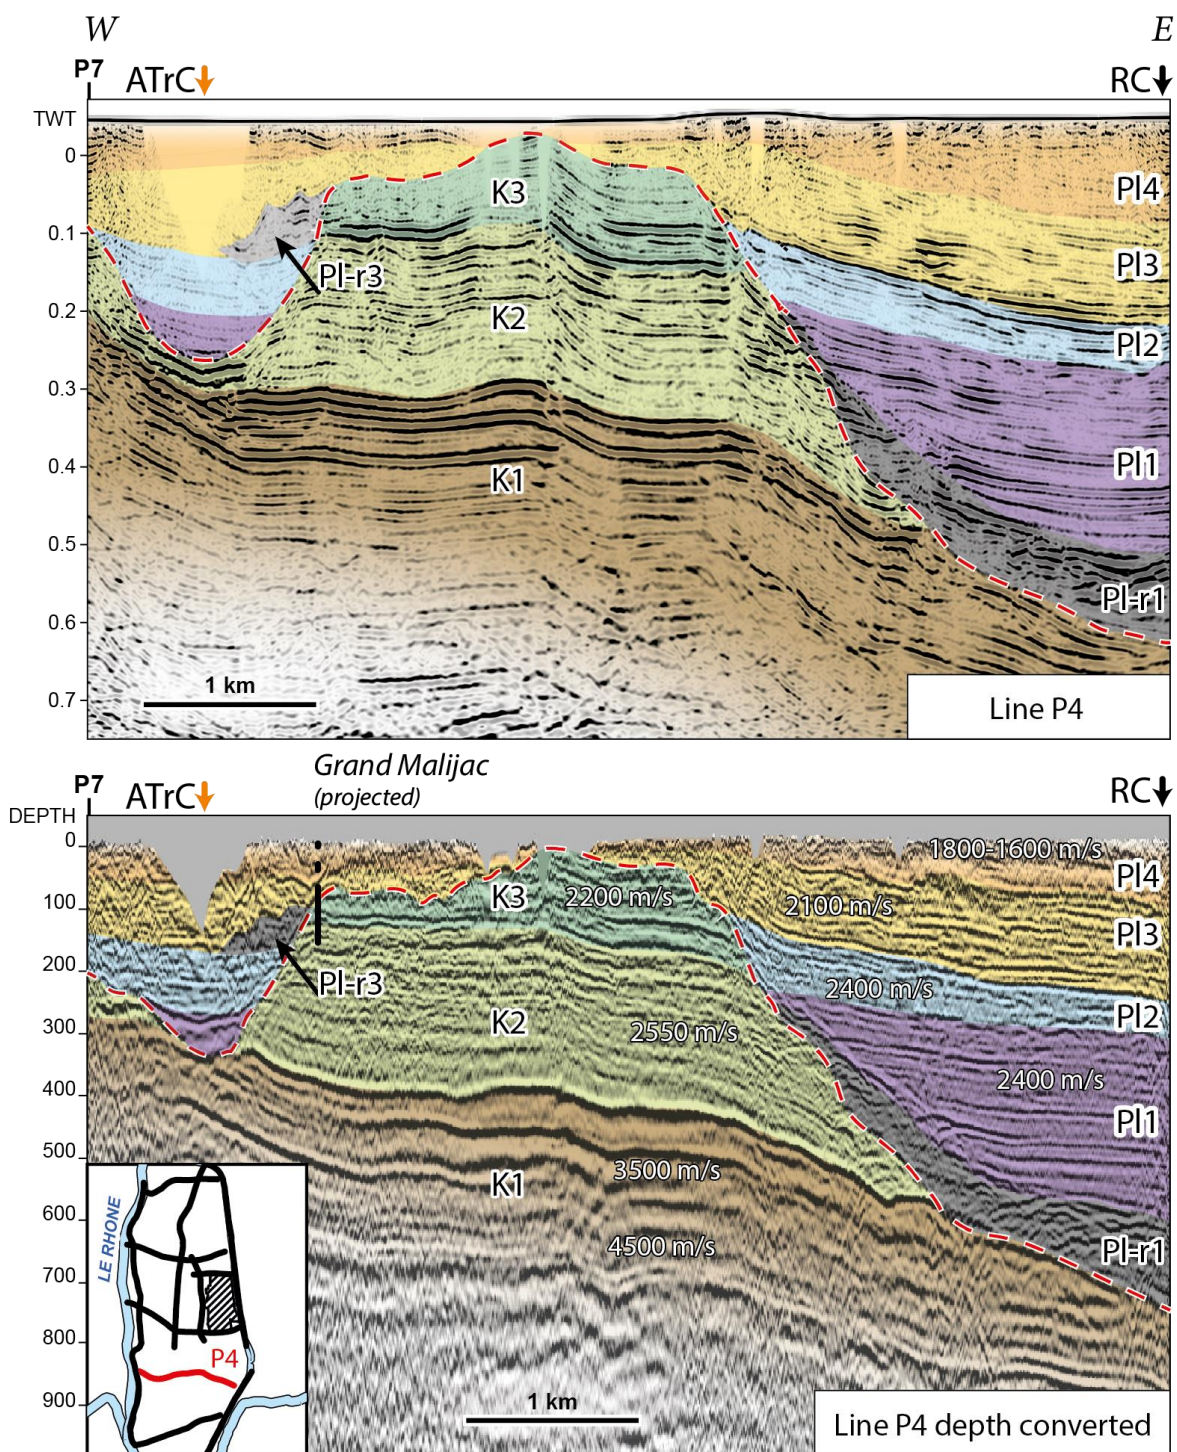 W E
P7 ATrC RC
TWT
0
0.1
0.2
0.3
0.4
0.5
0.6
0.7
K3
Pl4
Pl3
Pl-r3
K2
Pl2
Pl1
K1
Pl-r1
1 km
Line P4
Grand Malijac
(projected)
P7 ATrC RC
DEPTH
0
100
200
300
400
500
600
700
800
900
1800-1600 m/s
Pl4
K3
2200 m/s
2100 m/s
Pl3
Pl-r3
2400 m/s
K2
2550 m/s
Pl2
2400 m/s
Pl1
3500 m/s
K1
4500 m/s
Pl-r1
LE RHONE
P4
1 km
Line P4 depth converted